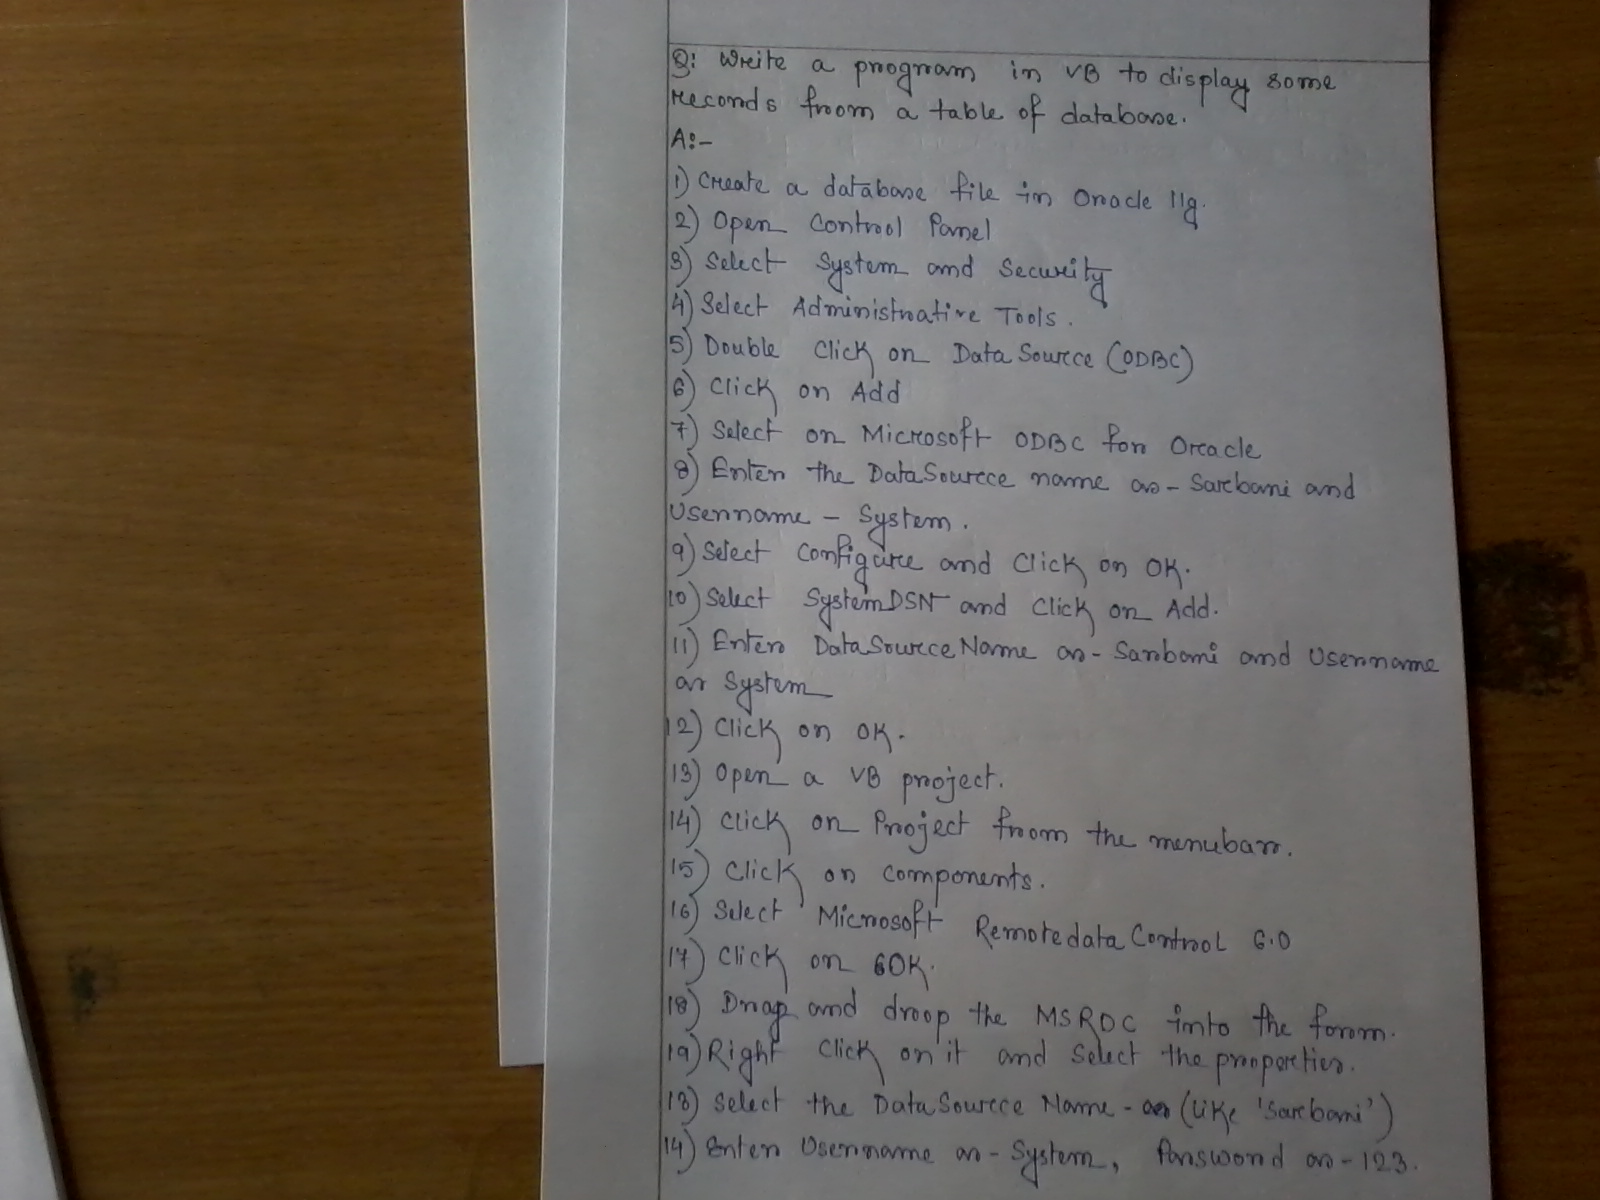 Q: Write a program in VB to display some
records from a table of database.
A:-
1) Create a database file in Oracle 11g.
2) Open Control Panel
3) Select System and Security
4) Select Administrative Tools.
5) Double Click on Data Source (ODBC)
6) Click on Add
7) Select on Microsoft ODBC for Oracle
8) Enter the DataSource name as - Sarbani and
Username - System.
9) Select Configure and Click on OK.
10) Select SystemDSN and Click on Add.
11) Enter DataSource Name as - Sarbani and Username
as System
12) Click on OK.
13) Open a VB project.
14) Click on Project from the menubar.
15) Click on components.
16) Select Microsoft Remotedata Control 6.0
17) Click on OK.
18) Drag and droop the MSRDC into the form.
19) Right Click on it and Select the properties.
13) Select the DataSource Name - as (Like 'Sarbani')
14) Enter Username as - System, Password as - 123.